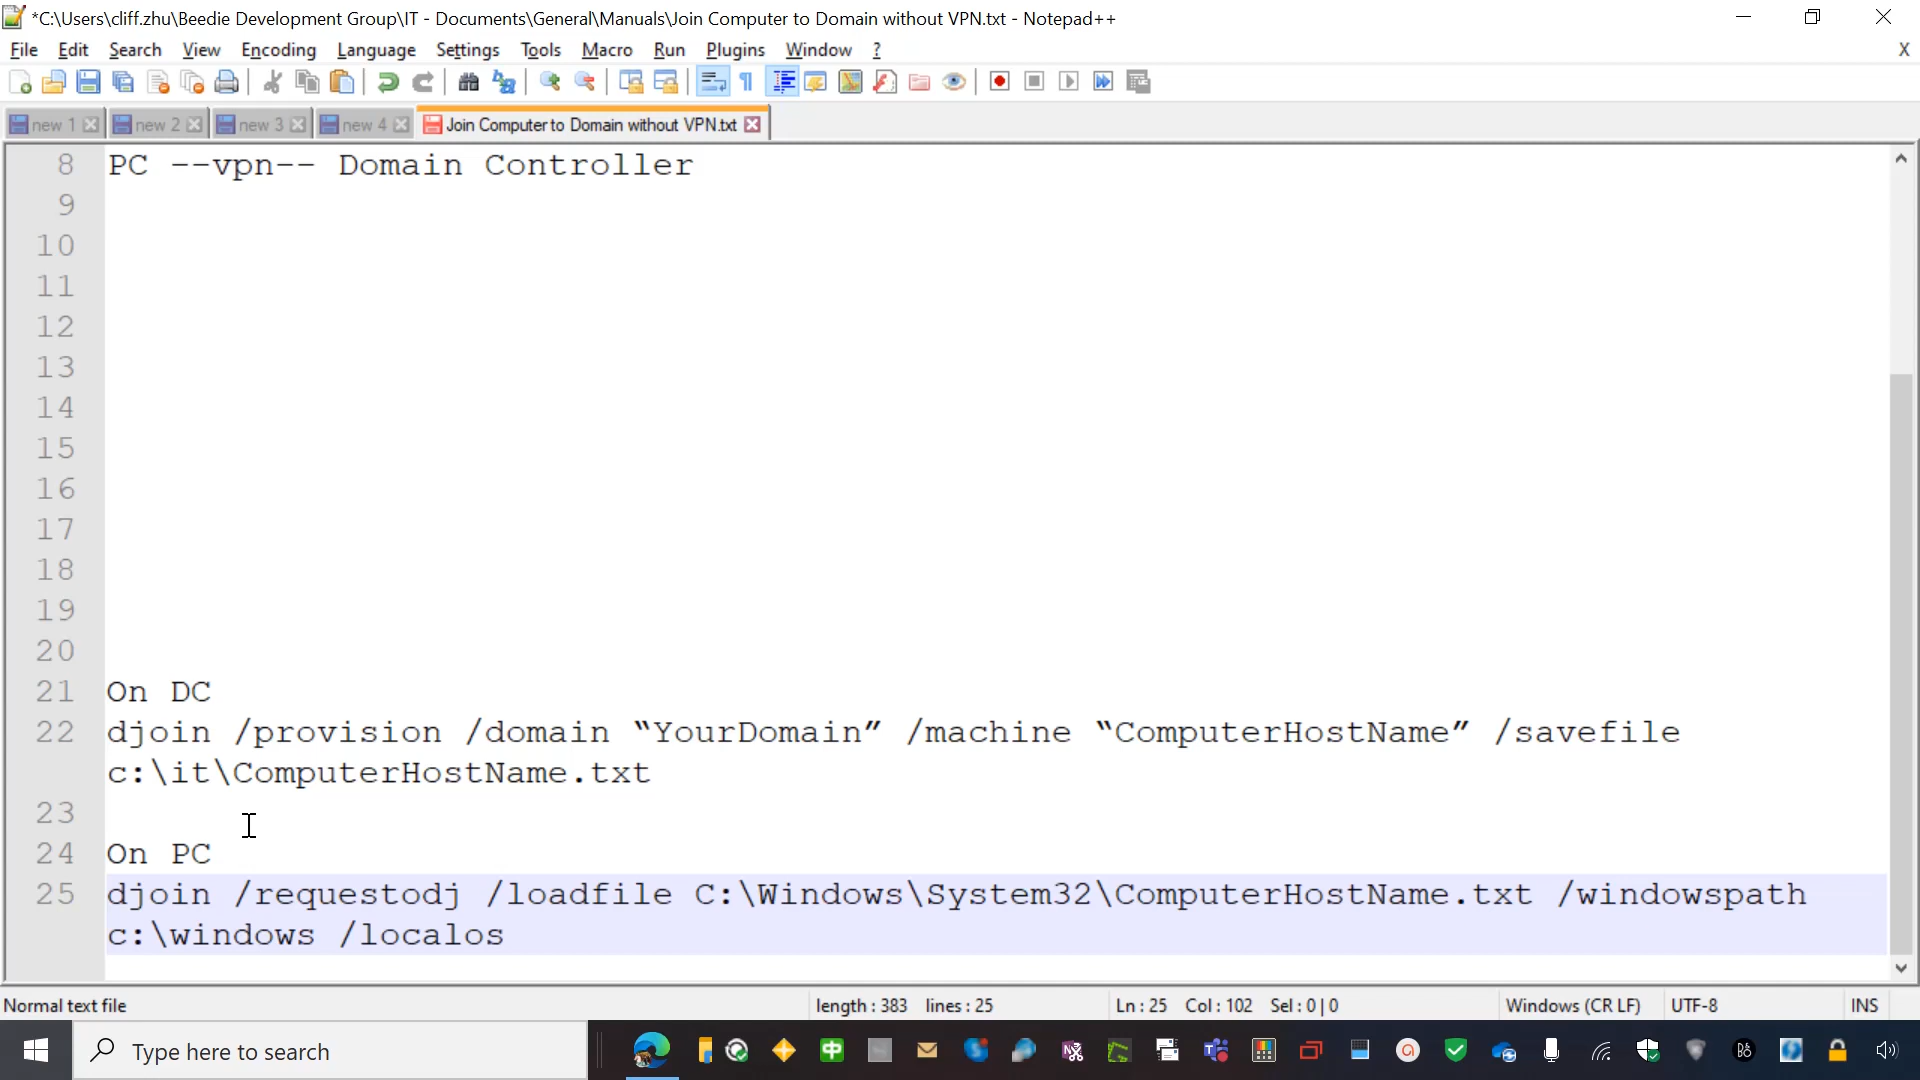 *C:\Users\cliff.zhu\Beedie Development Group\IT - Documents\General\Manuals\Join Computer to Domain without VPN.txt - Notepad++
File Edit Search View Encoding Language Settings Tools Macro Run Plugins Window ? X
new 1 new 2 new 3 new 4 Join Computer to Domain without VPN.txt
8 PC --vpn-- Domain Controller
9
10
11
12
13
14
15
16
17
18
19
20
21 On DC
22 djoin /provision /domain “YourDomain” /machine “ComputerHostName” /savefile
c:\it\ComputerHostName.txt
23
24 On PC
25 djoin /requestodj /loadfile C:\Windows\System32\ComputerHostName.txt /windowspath
c:\windows /localos
Normal text file length : 383 lines : 25 Ln : 25 Col : 102 Sel : 0 | 0 Windows (CR LF) UTF-8 INS
Type here to search